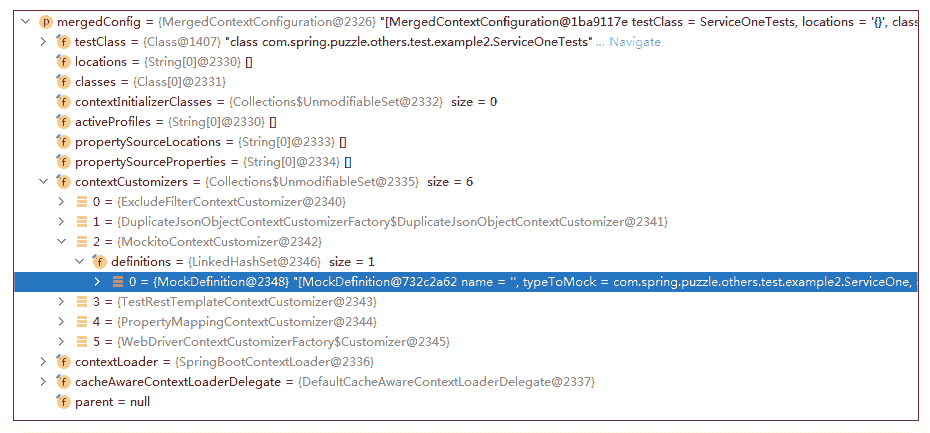 mergedConfig = {MergedContextConfiguration@2326} "[MergedContextConfiguration@1ba9117e testClass = ServiceOneTests, locations = '{}', class
testClass = {Class@1407} "class com.spring.puzzle.others.test.example2.ServiceOneTests"... Navigate
locations = {String[0]@2330} []
classes = {Class[0]@2331}
contextInitializerClasses = {Collections$UnmodifiableSet@2332} size = 0
activeProfiles = {String[0]@2330} []
propertySourceLocations = {String[0]@2333} []
propertySourceProperties = {String[0]@2334} []
contextCustomizers = {Collections$UnmodifiableSet@2335} size = 6
0 = {ExcludeFilterContextCustomizer@2340}
1 = {DuplicateJsonObjectContextCustomizerFactory$DuplicateJsonObjectContextCustomizer@2341}
2 = {MockitoContextCustomizer@2342}
definitions = {LinkedHashSet@2346} size = 1
0 = {MockDefinition@2348} "[MockDefinition@732c2a62 name = '', typeToMock = com.spring.puzzle.others.test.example2.ServiceOne,
3 = {TestRestTemplateContextCustomizer@2343}
4 = {PropertyMappingContextCustomizer@2344}
5 = {WebDriverContextCustomizerFactory$Customizer@2345}
contextLoader = {SpringBootContextLoader@2336}
cacheAwareContextLoaderDelegate = {DefaultCacheAwareContextLoaderDelegate@2337}
parent = null